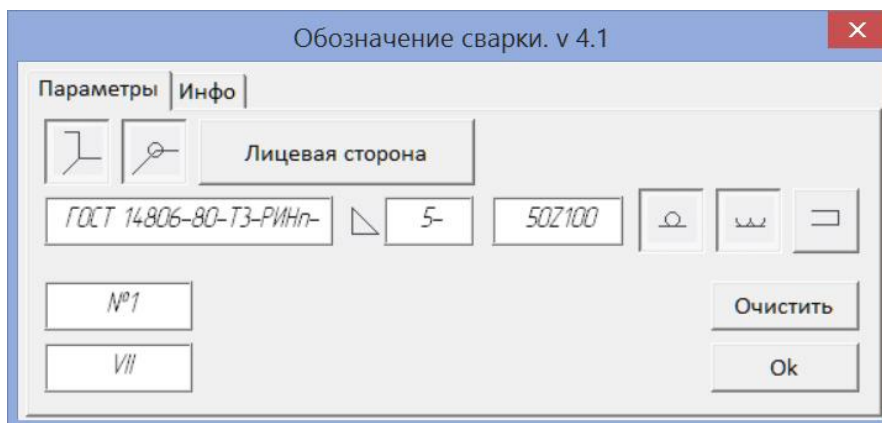 Обозначение сварки. v 4.1
Параметры Инфо
Лицевая сторона
ГОСТ 14806-80-Т3-РИНп- 5- 50Z100
№1 Очистить
VII Ok